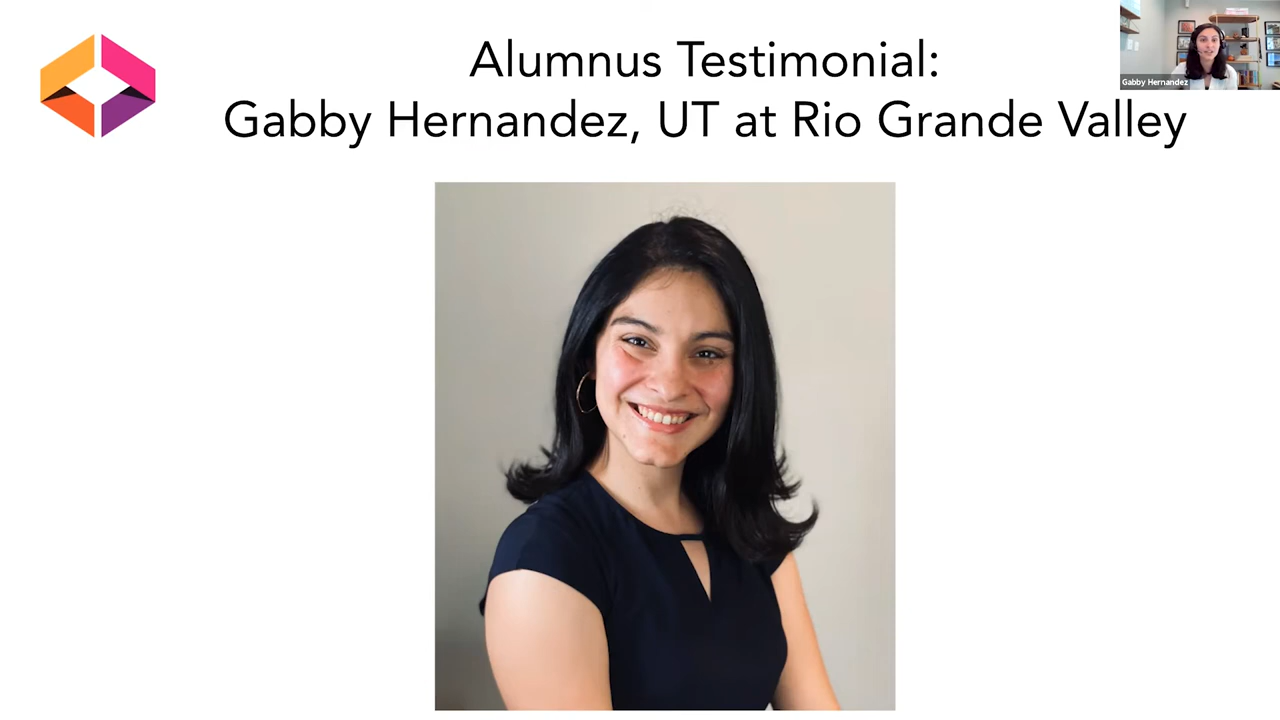 Alumnus Testimonial:
Gabby Hernandez, UT at Rio Grande Valley
Gabby Hernandez